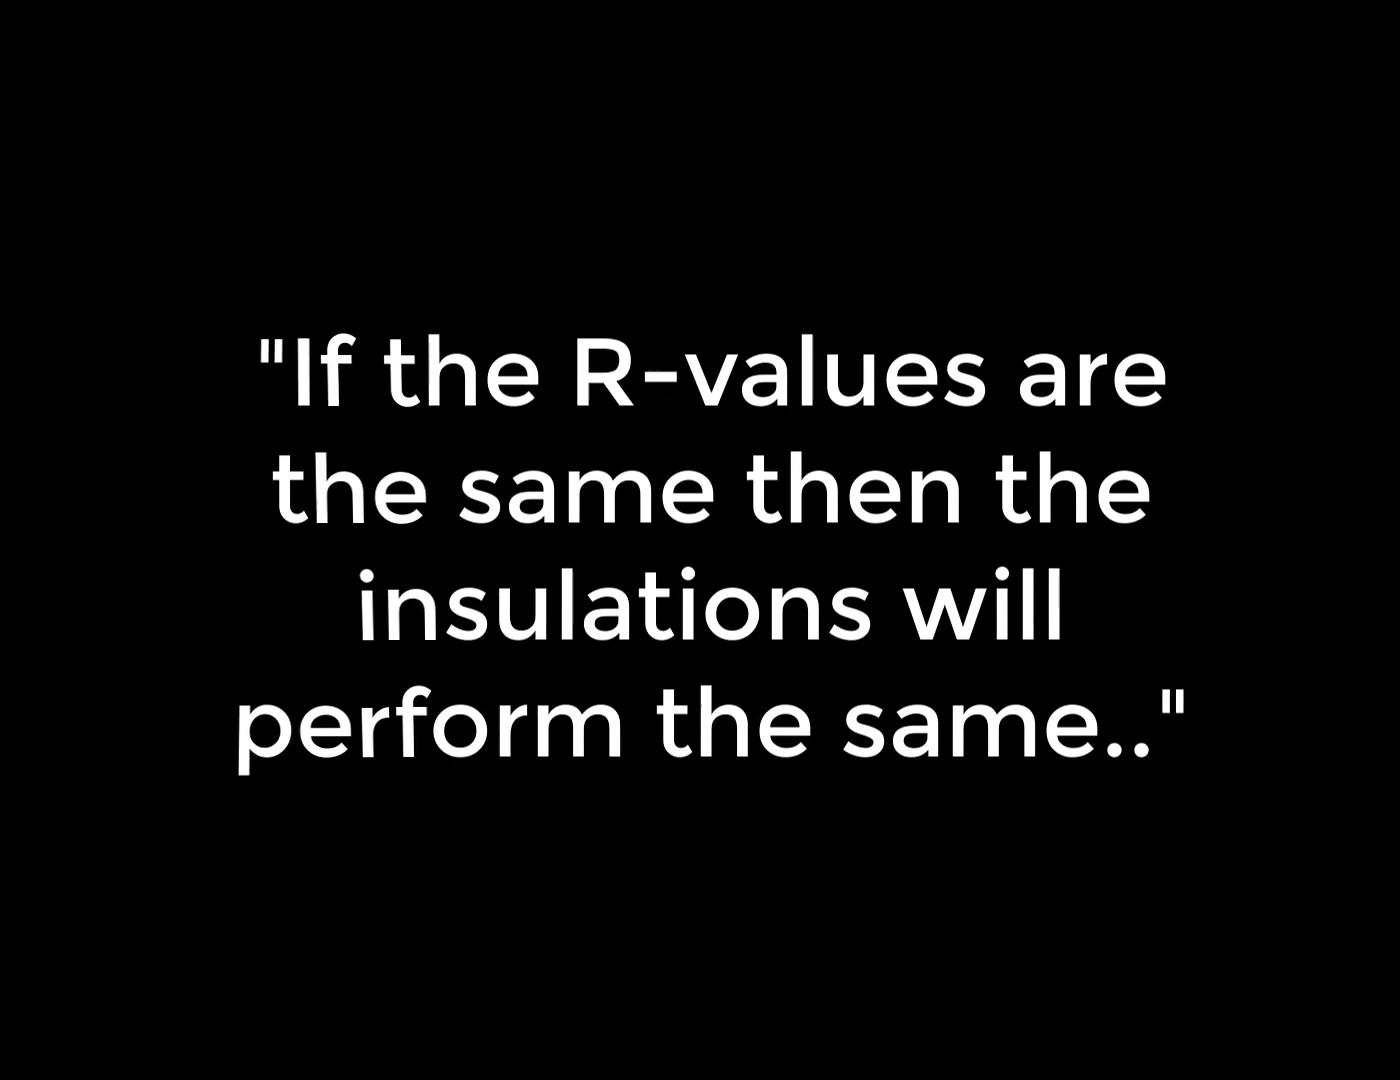 "If the R-values are
the same then the
insulations will
perform the same.."